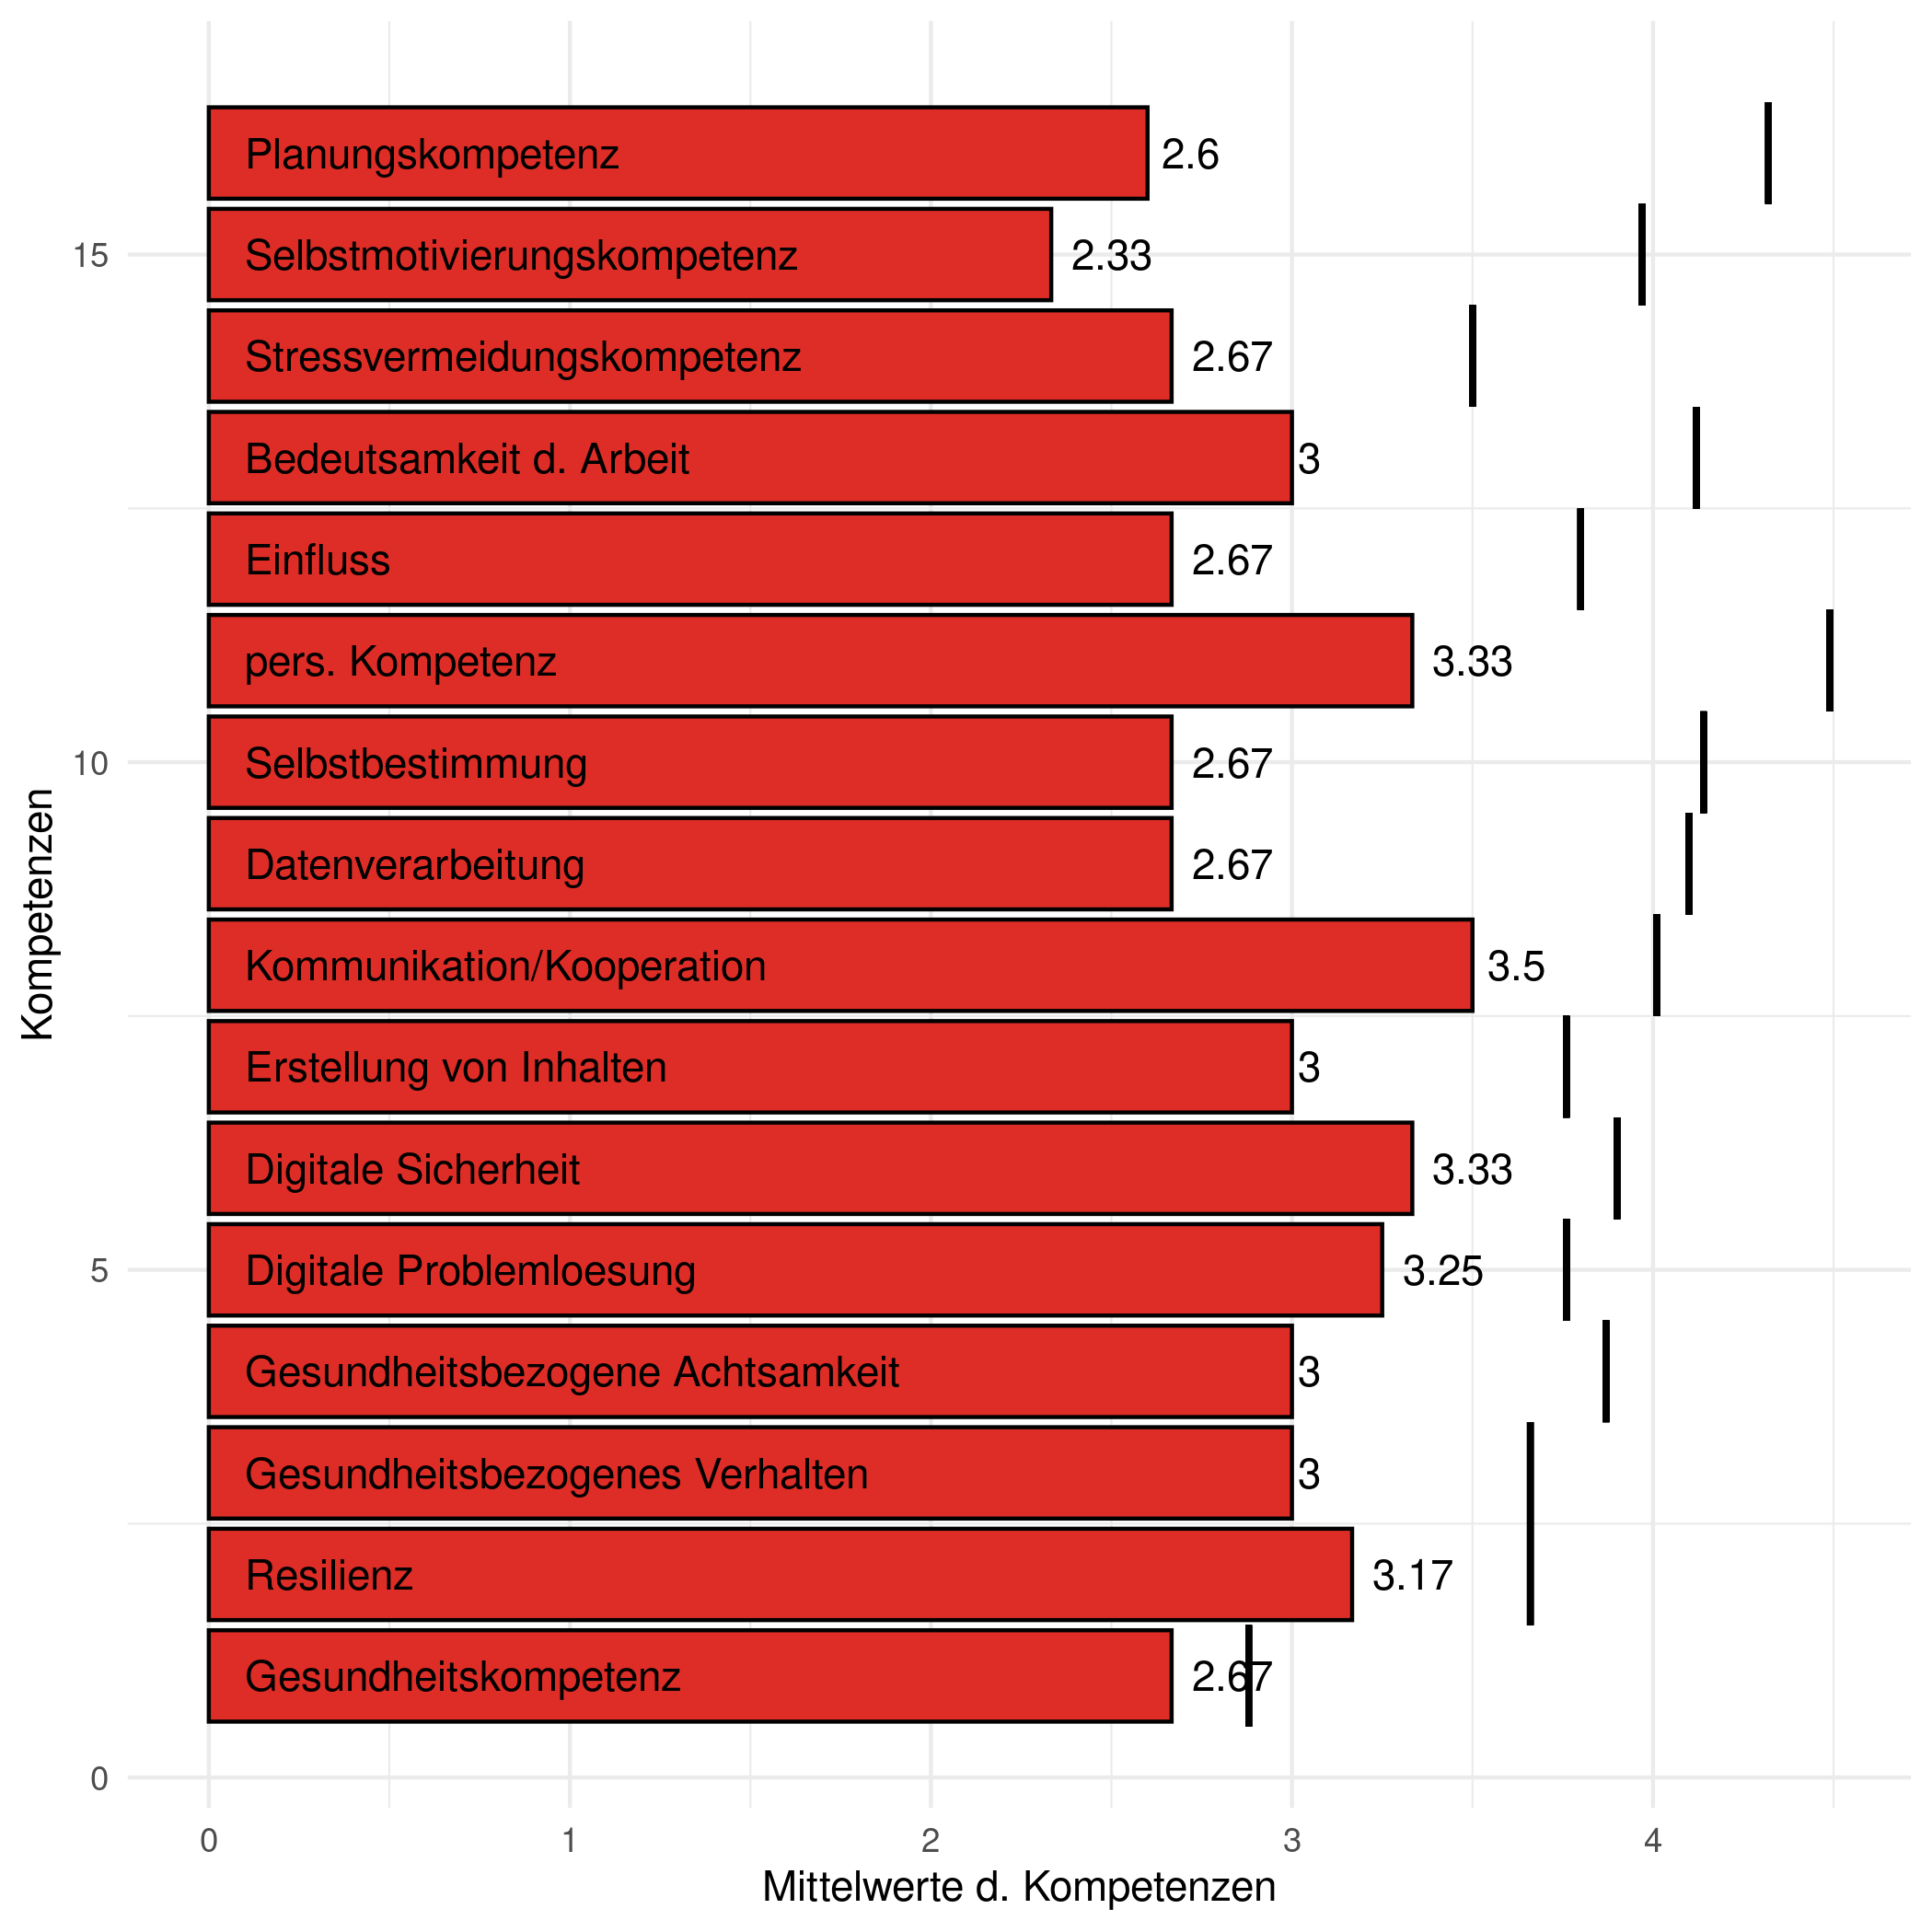 Planungskompetenz 2.6
15 Selbstmotivierungskompetenz 2.33
Stressvermeidungskompetenz 2.67
Bedeutsamkeit d. Arbeit 3
Einfluss 2.67
pers. Kompetenz 3.33
10 Selbstbestimmung 2.67
Datenverarbeitung 2.67
Kommunikation/Kooperation 3.5
Erstellung von Inhalten 3
Digitale Sicherheit 3.33
5 Digitale Problemloesung 3.25
Gesundheitsbezogene Achtsamkeit 3
Gesundheitsbezogenes Verhalten 3
Resilienz 3.17
Gesundheitskompetenz 2.67
0
Kompetenzen
0 1 2 3 4
Mittelwerte d. Kompetenzen